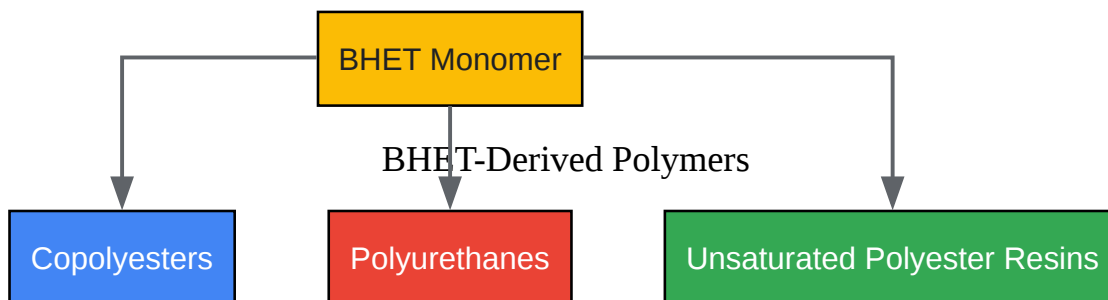 BHET Monomer
BHET-Derived Polymers
Copolyesters
Polyurethanes
Unsaturated Polyester Resins